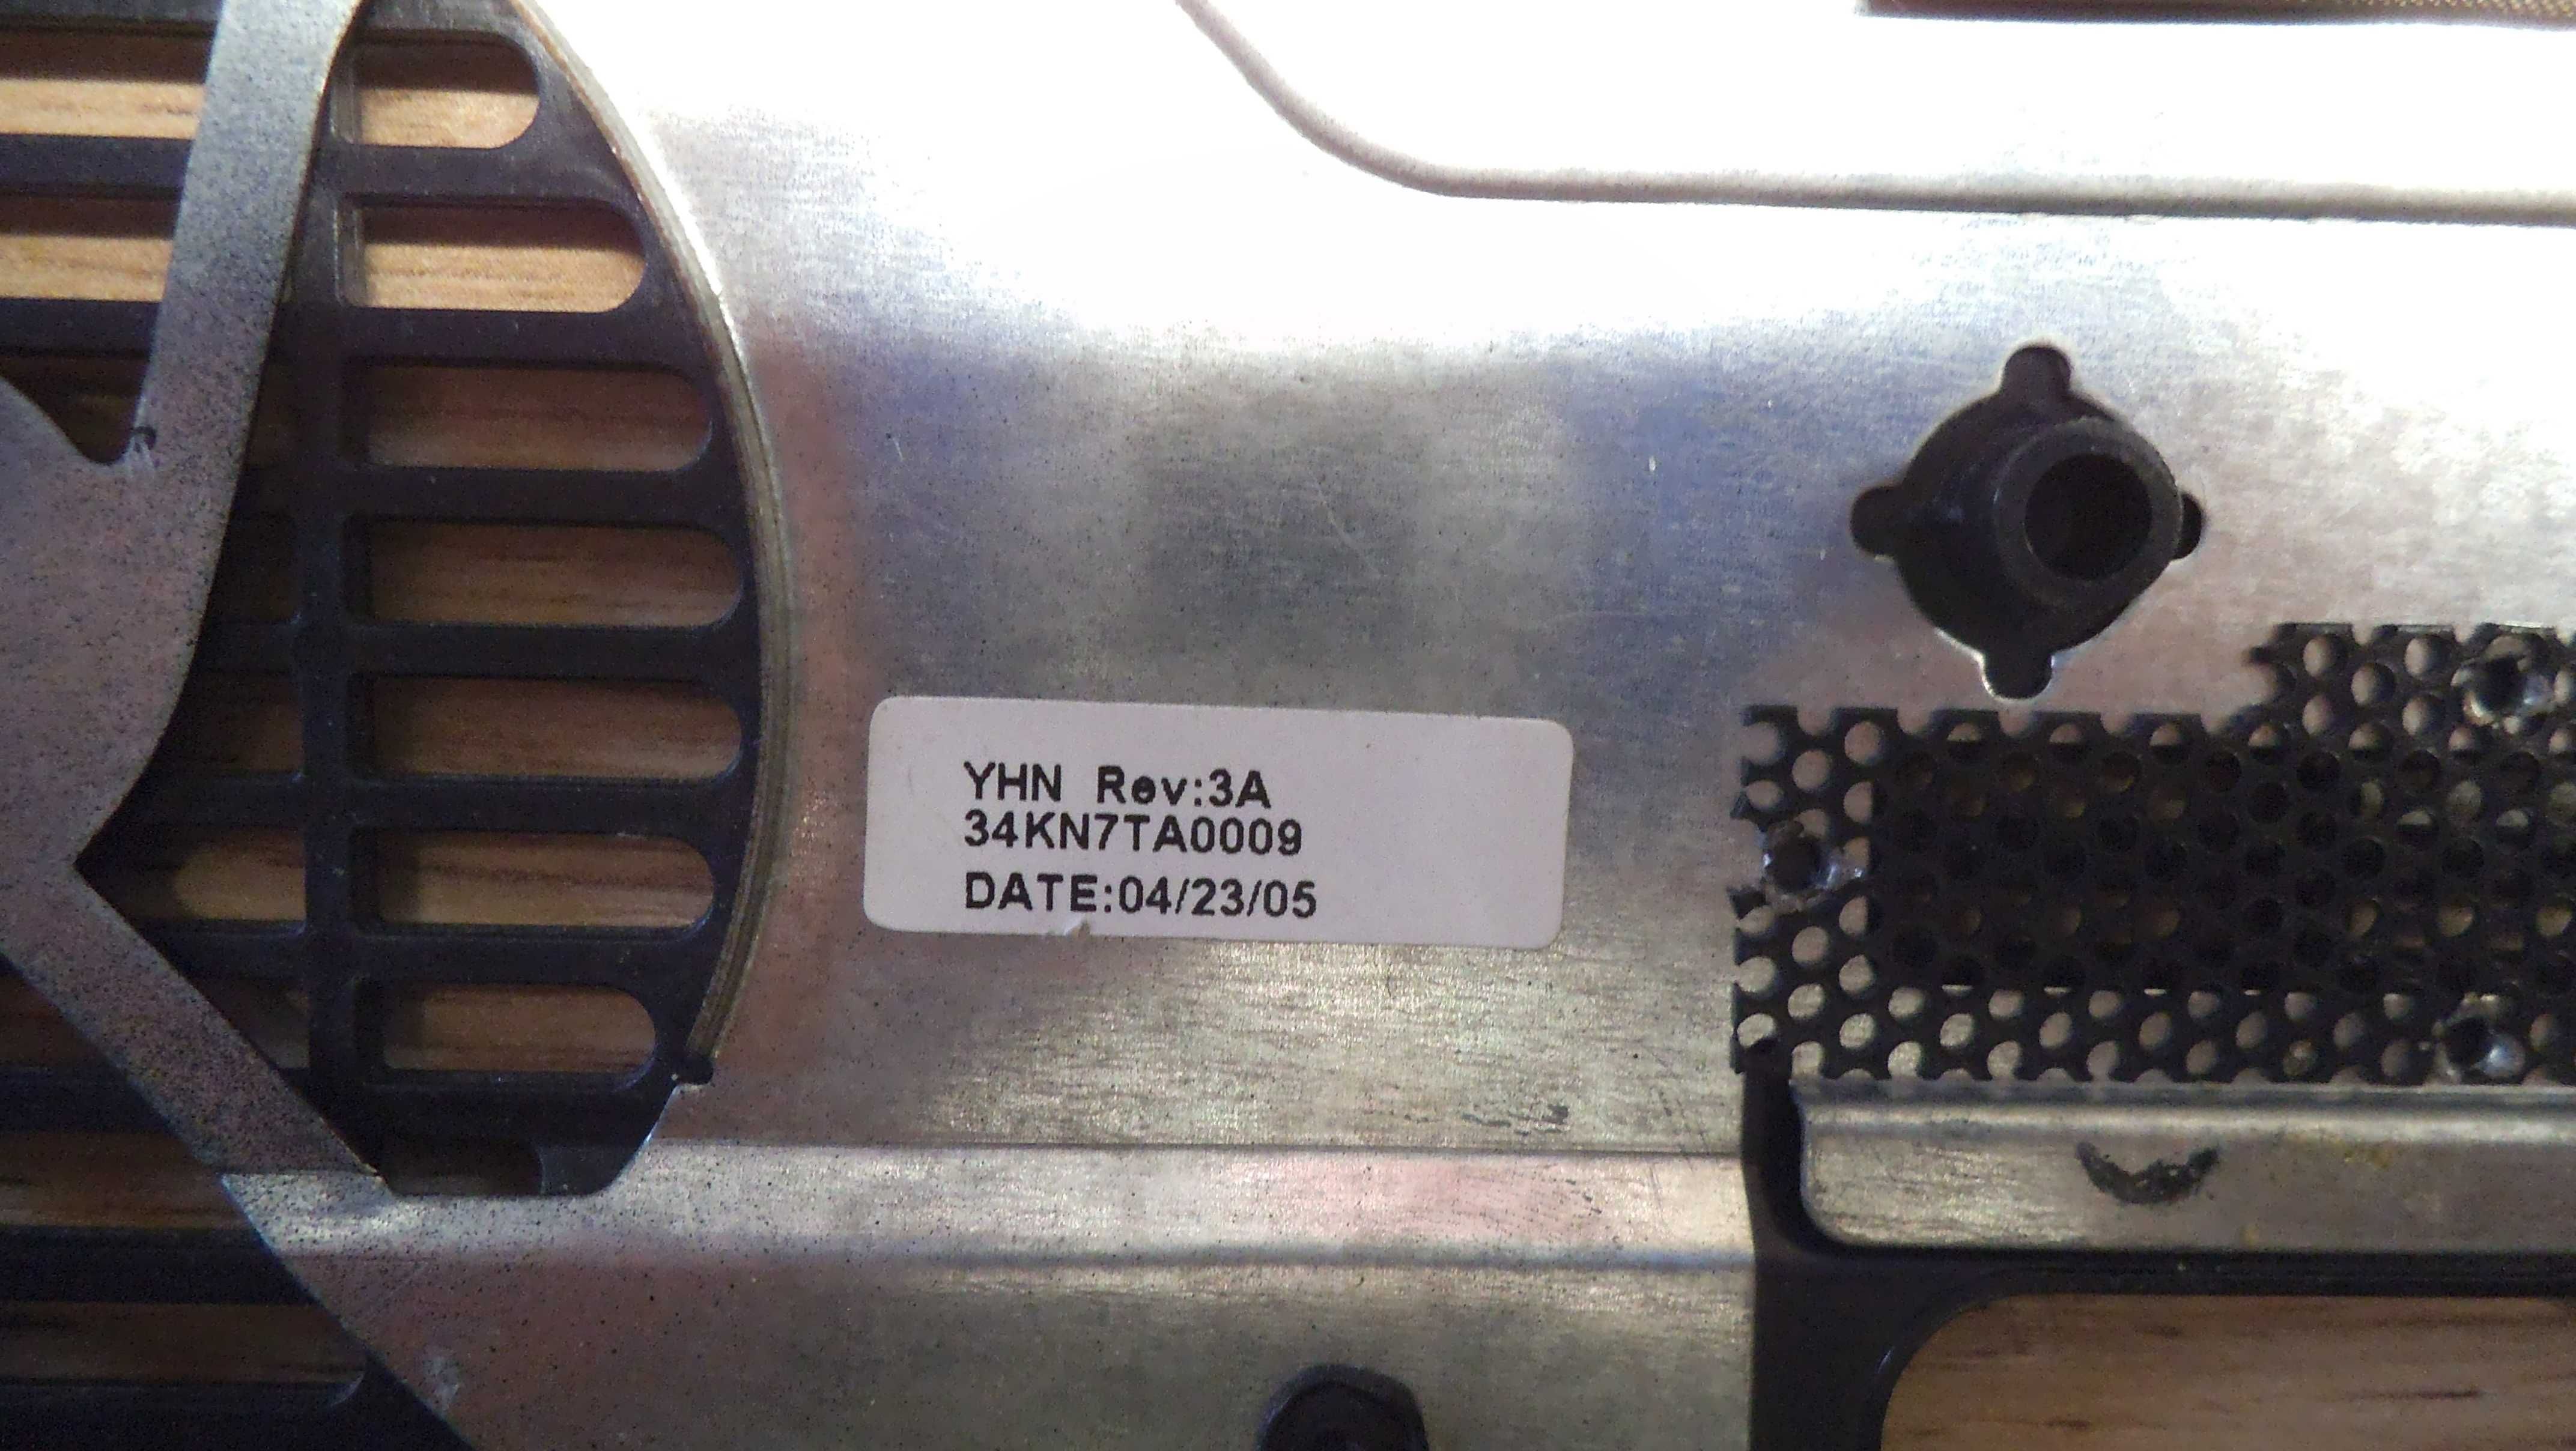 YHN Rev:3A
34KN7TA0009
DATE:04/23/05